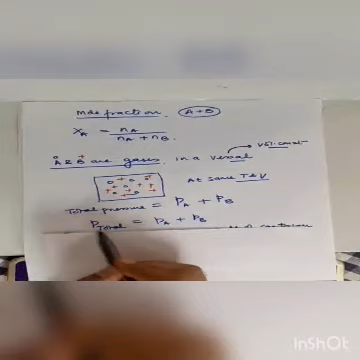 Mole fraction. A+B
XA = nA / nA + nB.
A & B are gases in a vessel → vol: const
At same T & V
Total pressure = PA + PB
PTotal = PA + PB
InShOt